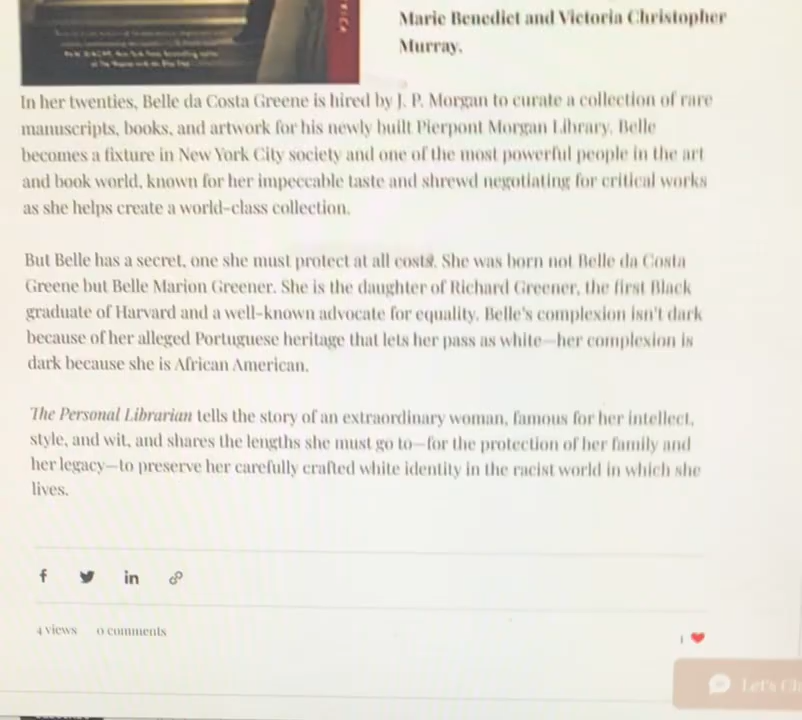 Marie Benedict and Victoria Christopher
Murray.
In her twenties, Belle da Costa Greene is hired by J. P. Morgan to curate a collection of rare
manuscripts, books, and artwork for his newly built Pierpont Morgan Library. Belle
becomes a fixture in New York City society and one of the most powerful people in the art
and book world, known for her impeccable taste and shrewd negotiating for critical works
as she helps create a world-class collection.
But Belle has a secret, one she must protect at all costs. She was born not Belle da Costa
Greene but Belle Marion Greener. She is the daughter of Richard Greener, the first Black
graduate of Harvard and a well-known advocate for equality. Belle's complexion isn't dark
because of her alleged Portuguese heritage that lets her pass as white—her complexion is
dark because she is African American.
The Personal Librarian tells the story of an extraordinary woman, famous for her intellect,
style, and wit, and shares the lengths she must go to—for the protection of her family and
her legacy—to preserve her carefully crafted white identity in the racist world in which she
lives.
f in
4 views 0 comments
1
Let's